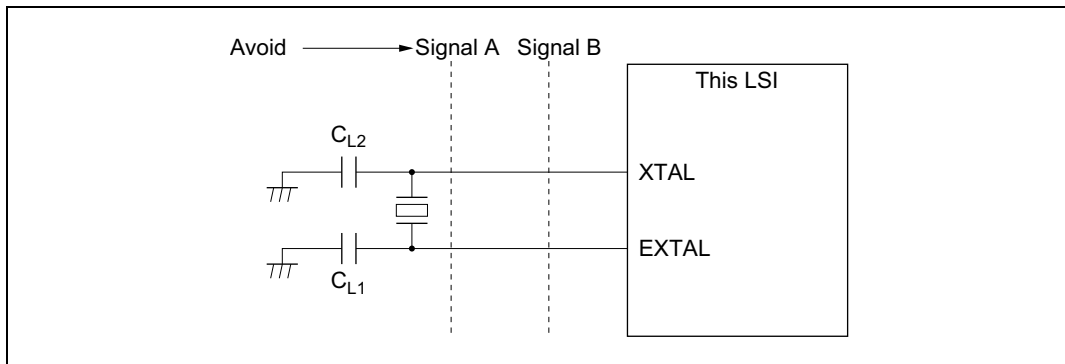 Avoid Signal A Signal B
This LSI
CL2
XTAL
EXTAL
CL1